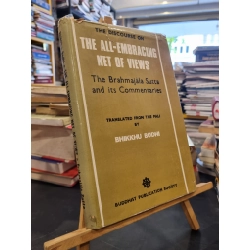 THE DISCOURSE ON
THE ALL-EMBRACING
NET OF VIEWS
The Brahmajāla Sutta
and its Commentaries
TRANSLATED FROM THE PALI
BY
BHIKKHU BODHI
BUDDHIST PUBLICATION Society